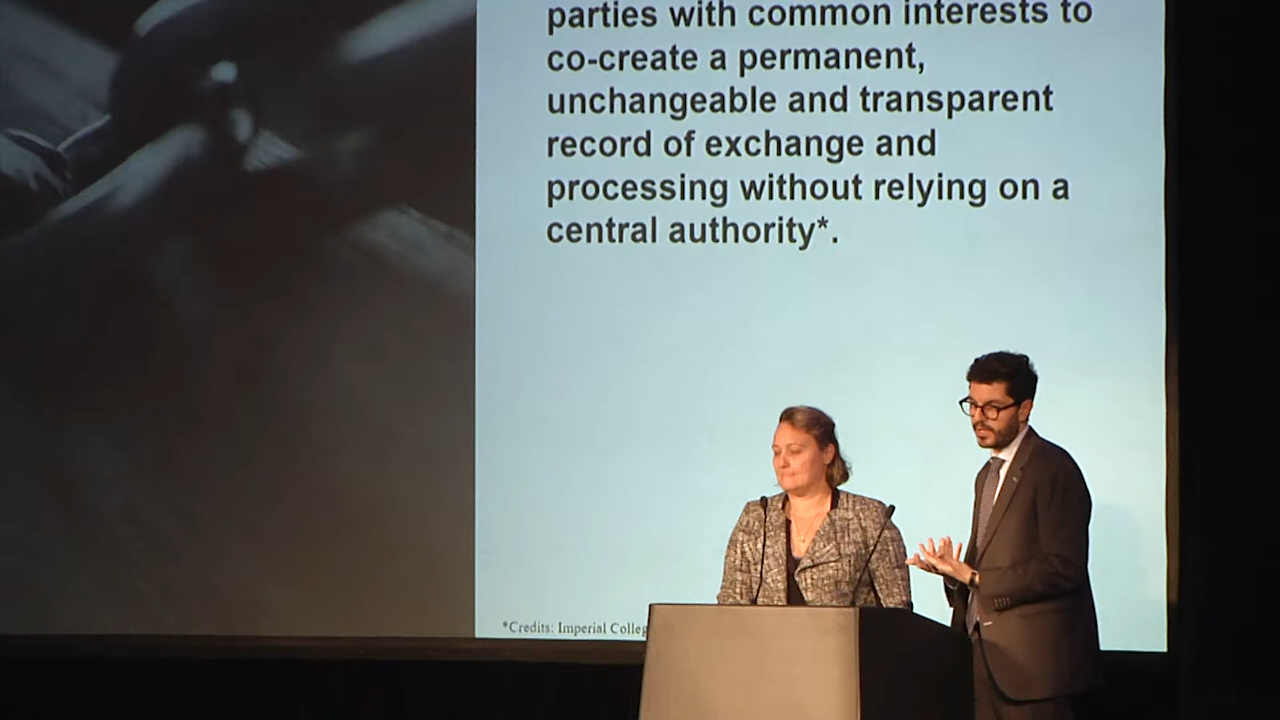 parties with common interests to
co-create a permanent,
unchangeable and transparent
record of exchange and
processing without relying on a
central authority*.
*Credits: Imperial Colleg